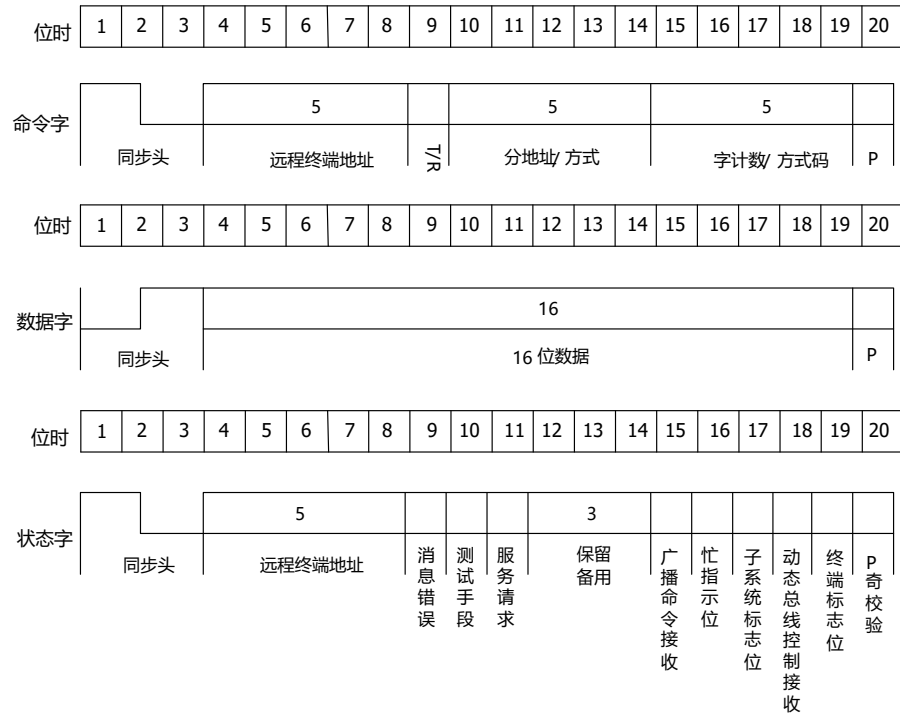 位时 1 2 3 4 5 6 7 8 9 10 11 12 13 14 15 16 17 18 19 20
命令字 5 5 5
同步头 远程终端地址 T/R 分地址/方式 字计数/方式码 P
位时 1 2 3 4 5 6 7 8 9 10 11 12 13 14 15 16 17 18 19 20
数据字 16
同步头 16位数据 P
位时 1 2 3 4 5 6 7 8 9 10 11 12 13 14 15 16 17 18 19 20
状态字 5 3
同步头 远程终端地址
消息错误
测试手段
服务请求
保留
备用
广播命令接收
忙指示位
子系统标志位
动态总线控制接收
终端标志位
P奇校验